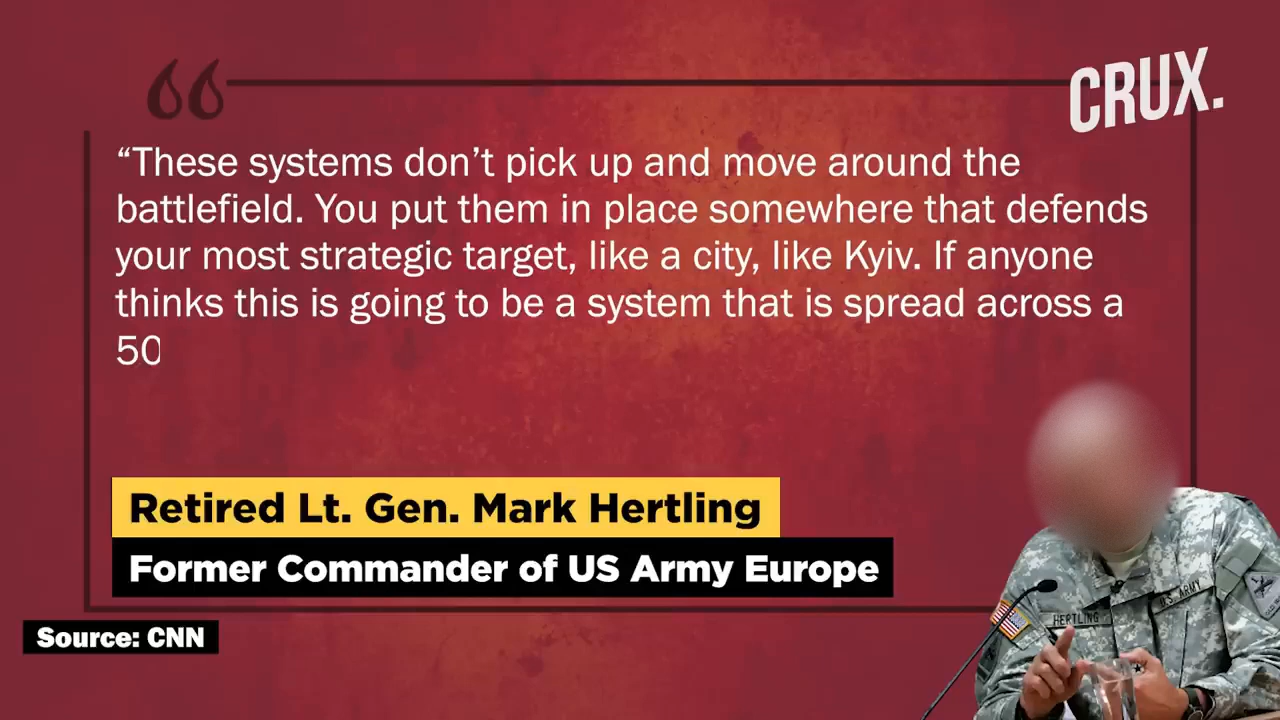 CRUX.
“These systems don’t pick up and move around the
battlefield. You put them in place somewhere that defends
your most strategic target, like a city, like Kyiv. If anyone
thinks this is going to be a system that is spread across a
50
Retired Lt. Gen. Mark Hertling
Former Commander of US Army Europe
Source: CNN
U.S. ARMY
HERTLING